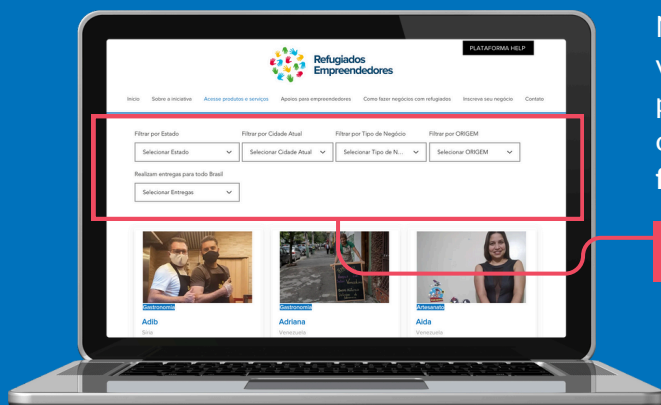 PLATAFORMA HELP
Refugiados
Empreendedores
Início Sobre a iniciativa Acesse produtos e serviços Apoios para empreendedores Como fazer negócios com refugiados Inscreva seu negócio Contato
Filtrar por Estado Filtrar por Cidade Atual Filtrar por Tipo de Negócio Filtrar por ORIGEM
Selecionar Estado Selecionar Cidade Atual Selecionar Tipo de N... Selecionar ORIGEM
Realizam entregas para todo Brasil
Selecionar Entregas
Gastronomia Gastronomia Artesanato
Adib Adriana Aida
Síria Venezuela Venezuela